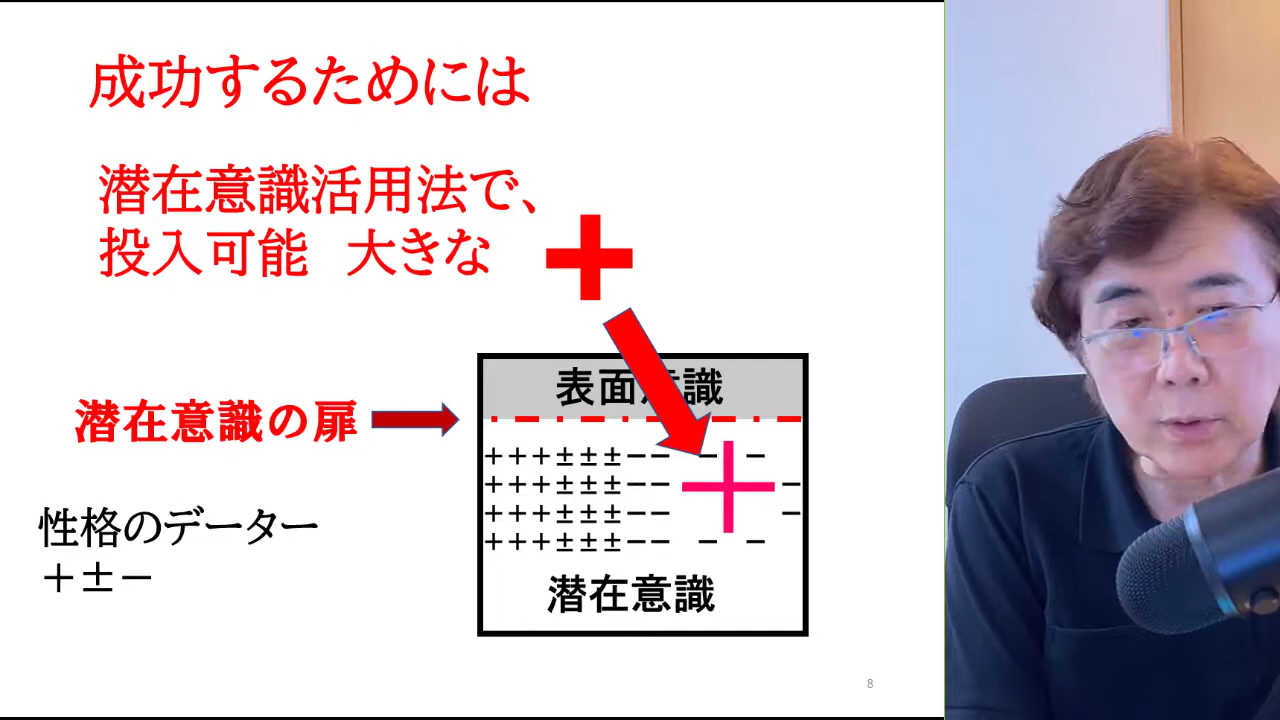 成功するためには
潜在意識活用法で、
投入可能 大きな
+
表面意識
潜在意識の扉
+++±±±−− − −
+++±±±−− + −
+++±±±−− −
+++±±±−− − −
性格のデーター
+±−
潜在意識
8